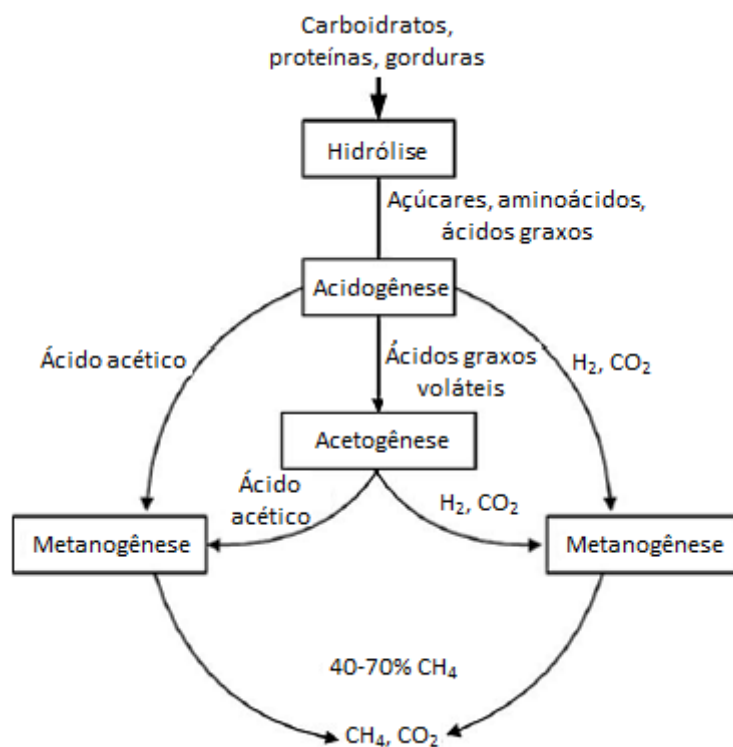 Carboidratos,
proteínas, gorduras
Hidrólise
Açúcares, aminoácidos,
ácidos graxos
Acidogênese
Ácido acético
Ácidos graxos
voláteis
H₂, CO₂
Acetogênese
Ácido
acético
H₂, CO₂
Metanogênese
Metanogênese
40-70% CH₄
CH₄, CO₂